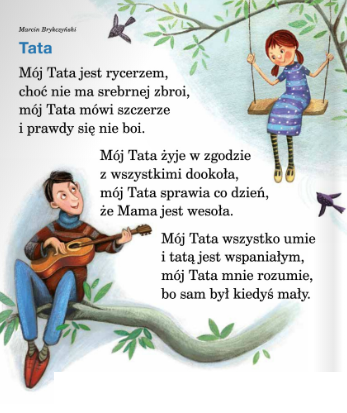 Marcin Brykczyński
Tata
Mój Tata jest rycerzem,
choć nie ma srebrnej zbroi,
mój Tata mówi szczerze
i prawdy się nie boi.
Mój Tata żyje w zgodzie
z wszystkimi dookoła,
mój Tata sprawia co dzień,
że Mama jest wesoła.
Mój Tata wszystko umie
i tatą jest wspaniałym,
mój Tata mnie rozumie,
bo sam był kiedyś mały.